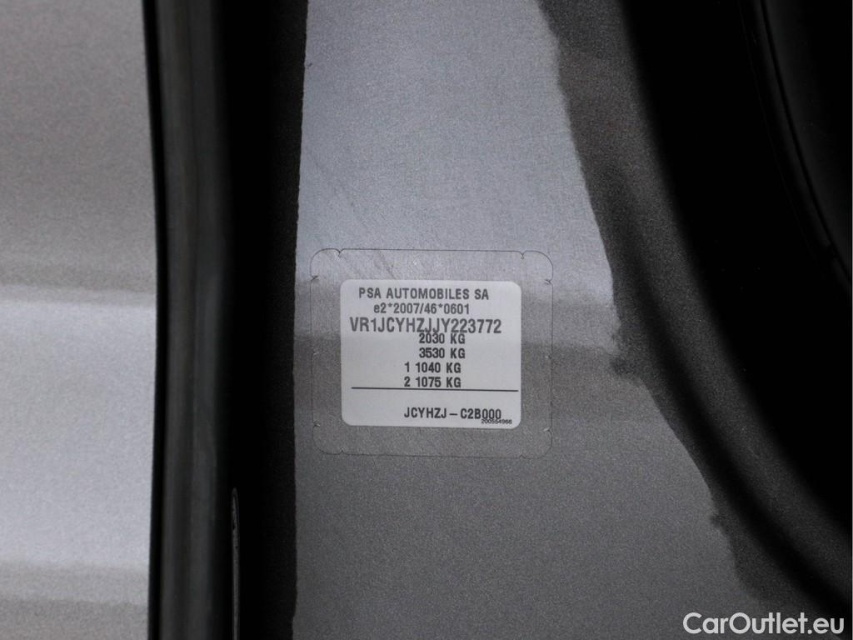 PSA AUTOMOBILES SA
e2*2007/46*0601
VR1JCYHZJJY223772
2030 KG
3530 KG
1 1040 KG
2 1075 KG
JCYHZJ – C2B000
CarOutlet.eu